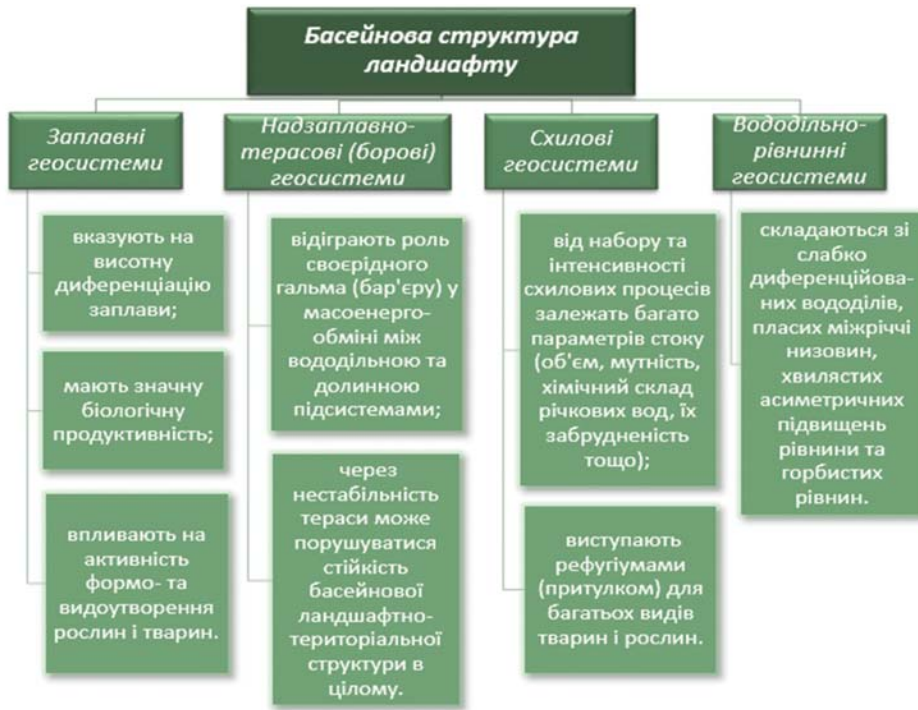 Басейнова структура
ландшафту
Заплавні
геосистеми
вказують на
висотну
диференціацію
заплави;
мають значну
біологічну
продуктивність;
впливають на
активність
формо- та
видоутворення
рослин і тварин.
Надзаплавно-
терасові (борові)
геосистеми
відіграють роль
своєрідного
гальма (бар'єру) у
масоенерго-
обміні між
вододільною та
долинною
підсистемами;
через
нестабільність
тераси може
порушуватися
стійкість
басейнової
ландшафтно-
територіальної
структури в
цілому.
Схилові
геосистеми
від набору та
інтенсивності
схилових процесів
залежать багато
параметрів стоку
(об'єм, мутність,
хімічний склад
річкових вод, їх
забрудненість
тощо);
виступають
рефугіумами
(притулком) для
багатьох видів
тварин і рослин.
Вододільно-
рівнинні
геосистеми
складаються зі
слабко
диференційова-
них вододілів,
пласих міжріччі
низовин,
хвилястих
асиметричних
підвищень
рівнини та
горбистих
рівнин.